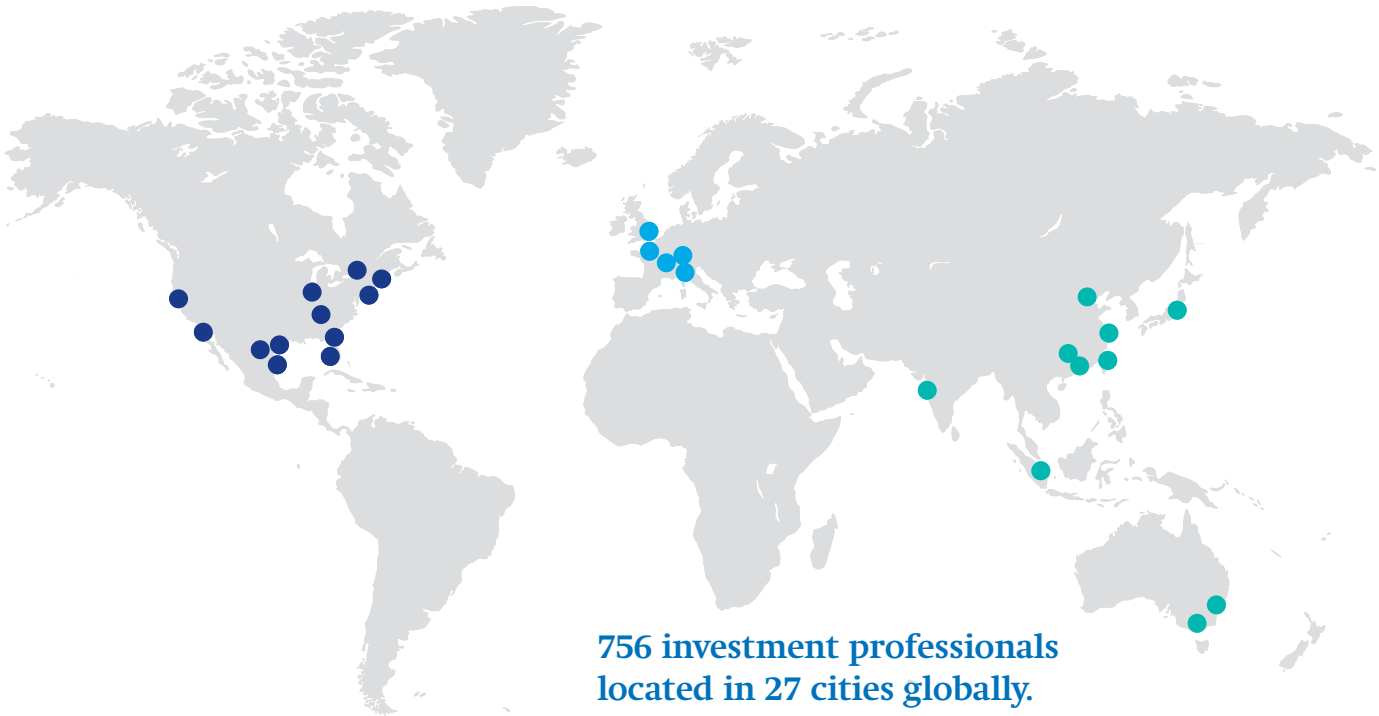 756 investment professionals
located in 27 cities globally.